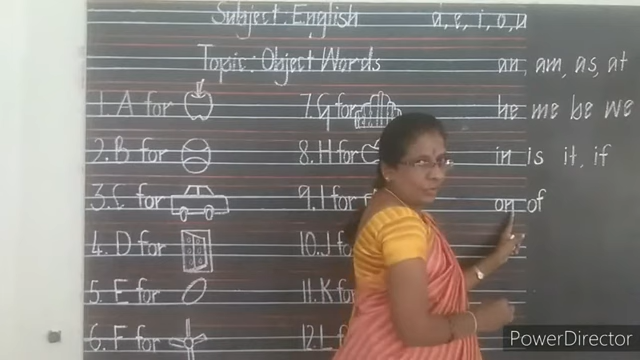 Subject: English
a, e, i, o, u
Topic: Object Words
an, am, as, at
1. A for
7. G for
he me be we
2. B for
8. H for
in is it, if
3. C for
9. I for
on of
4. D for
10. J for
5. E for
11. K for
6. F for
12. L for
PowerDirector